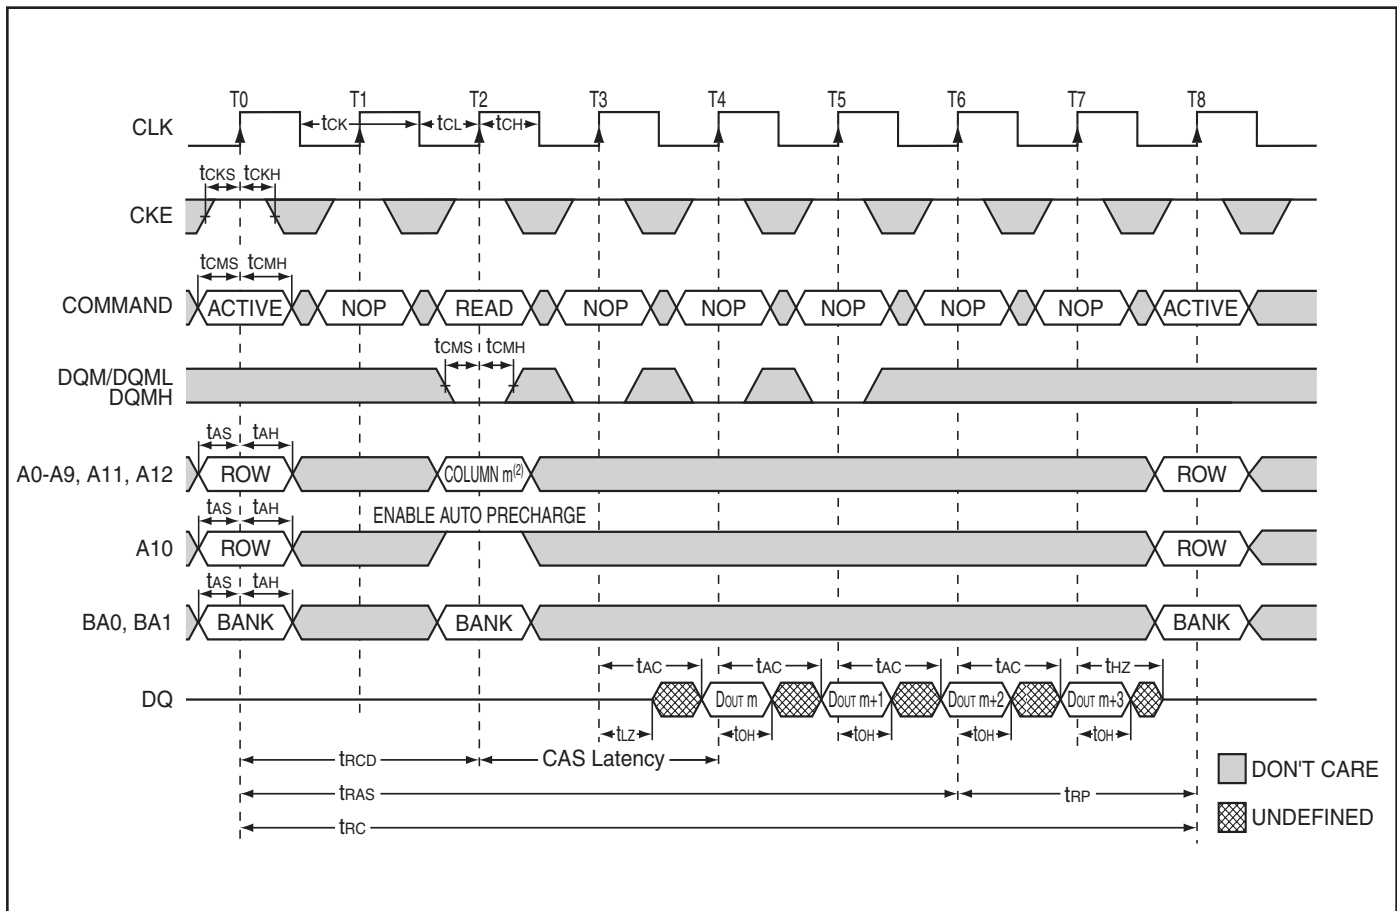 T0 T1 T2 T3 T4 T5 T6 T7 T8
CLK tCK tCL tCH
tCKS tCKH
CKE
tCMS tCMH
COMMAND ACTIVE NOP READ NOP NOP NOP NOP NOP ACTIVE
tCMS tCMH
DQM/DQML
DQMH
tAS tAH
A0-A9, A11, A12 ROW COLUMN m(2) ROW
tAS tAH ENABLE AUTO PRECHARGE
A10 ROW ROW
tAS tAH
BA0, BA1 BANK BANK BANK
tAC tAC tAC tAC tHZ
DQ DOUT m DOUT m+1 DOUT m+2 DOUT m+3
tLZ tOH tOH tOH tOH
tRCD CAS Latency
DON'T CARE
tRAS tRP
UNDEFINED
tRC